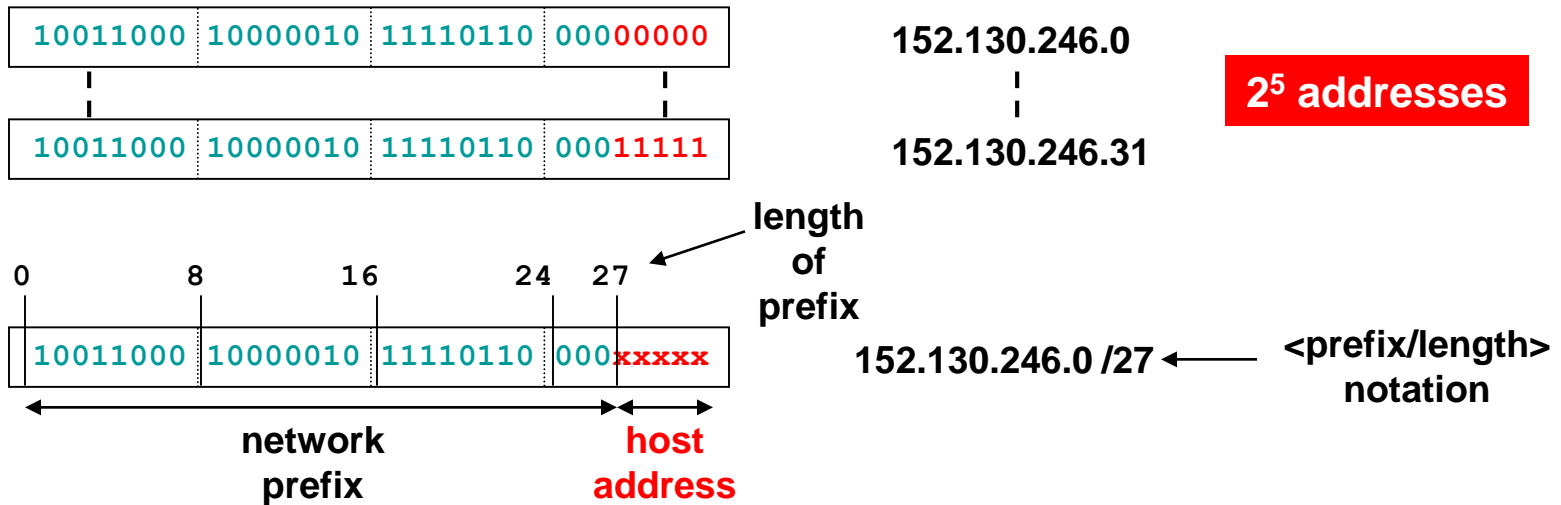 10011000 10000010 11110110 00000000
152.130.246.0
2⁵ addresses
10011000 10000010 11110110 00011111
152.130.246.31
length
of
prefix
0 8 16 24 27
10011000 10000010 11110110 000xxxxx
152.130.246.0 /27
<prefix/length>
notation
network
prefix
host
address